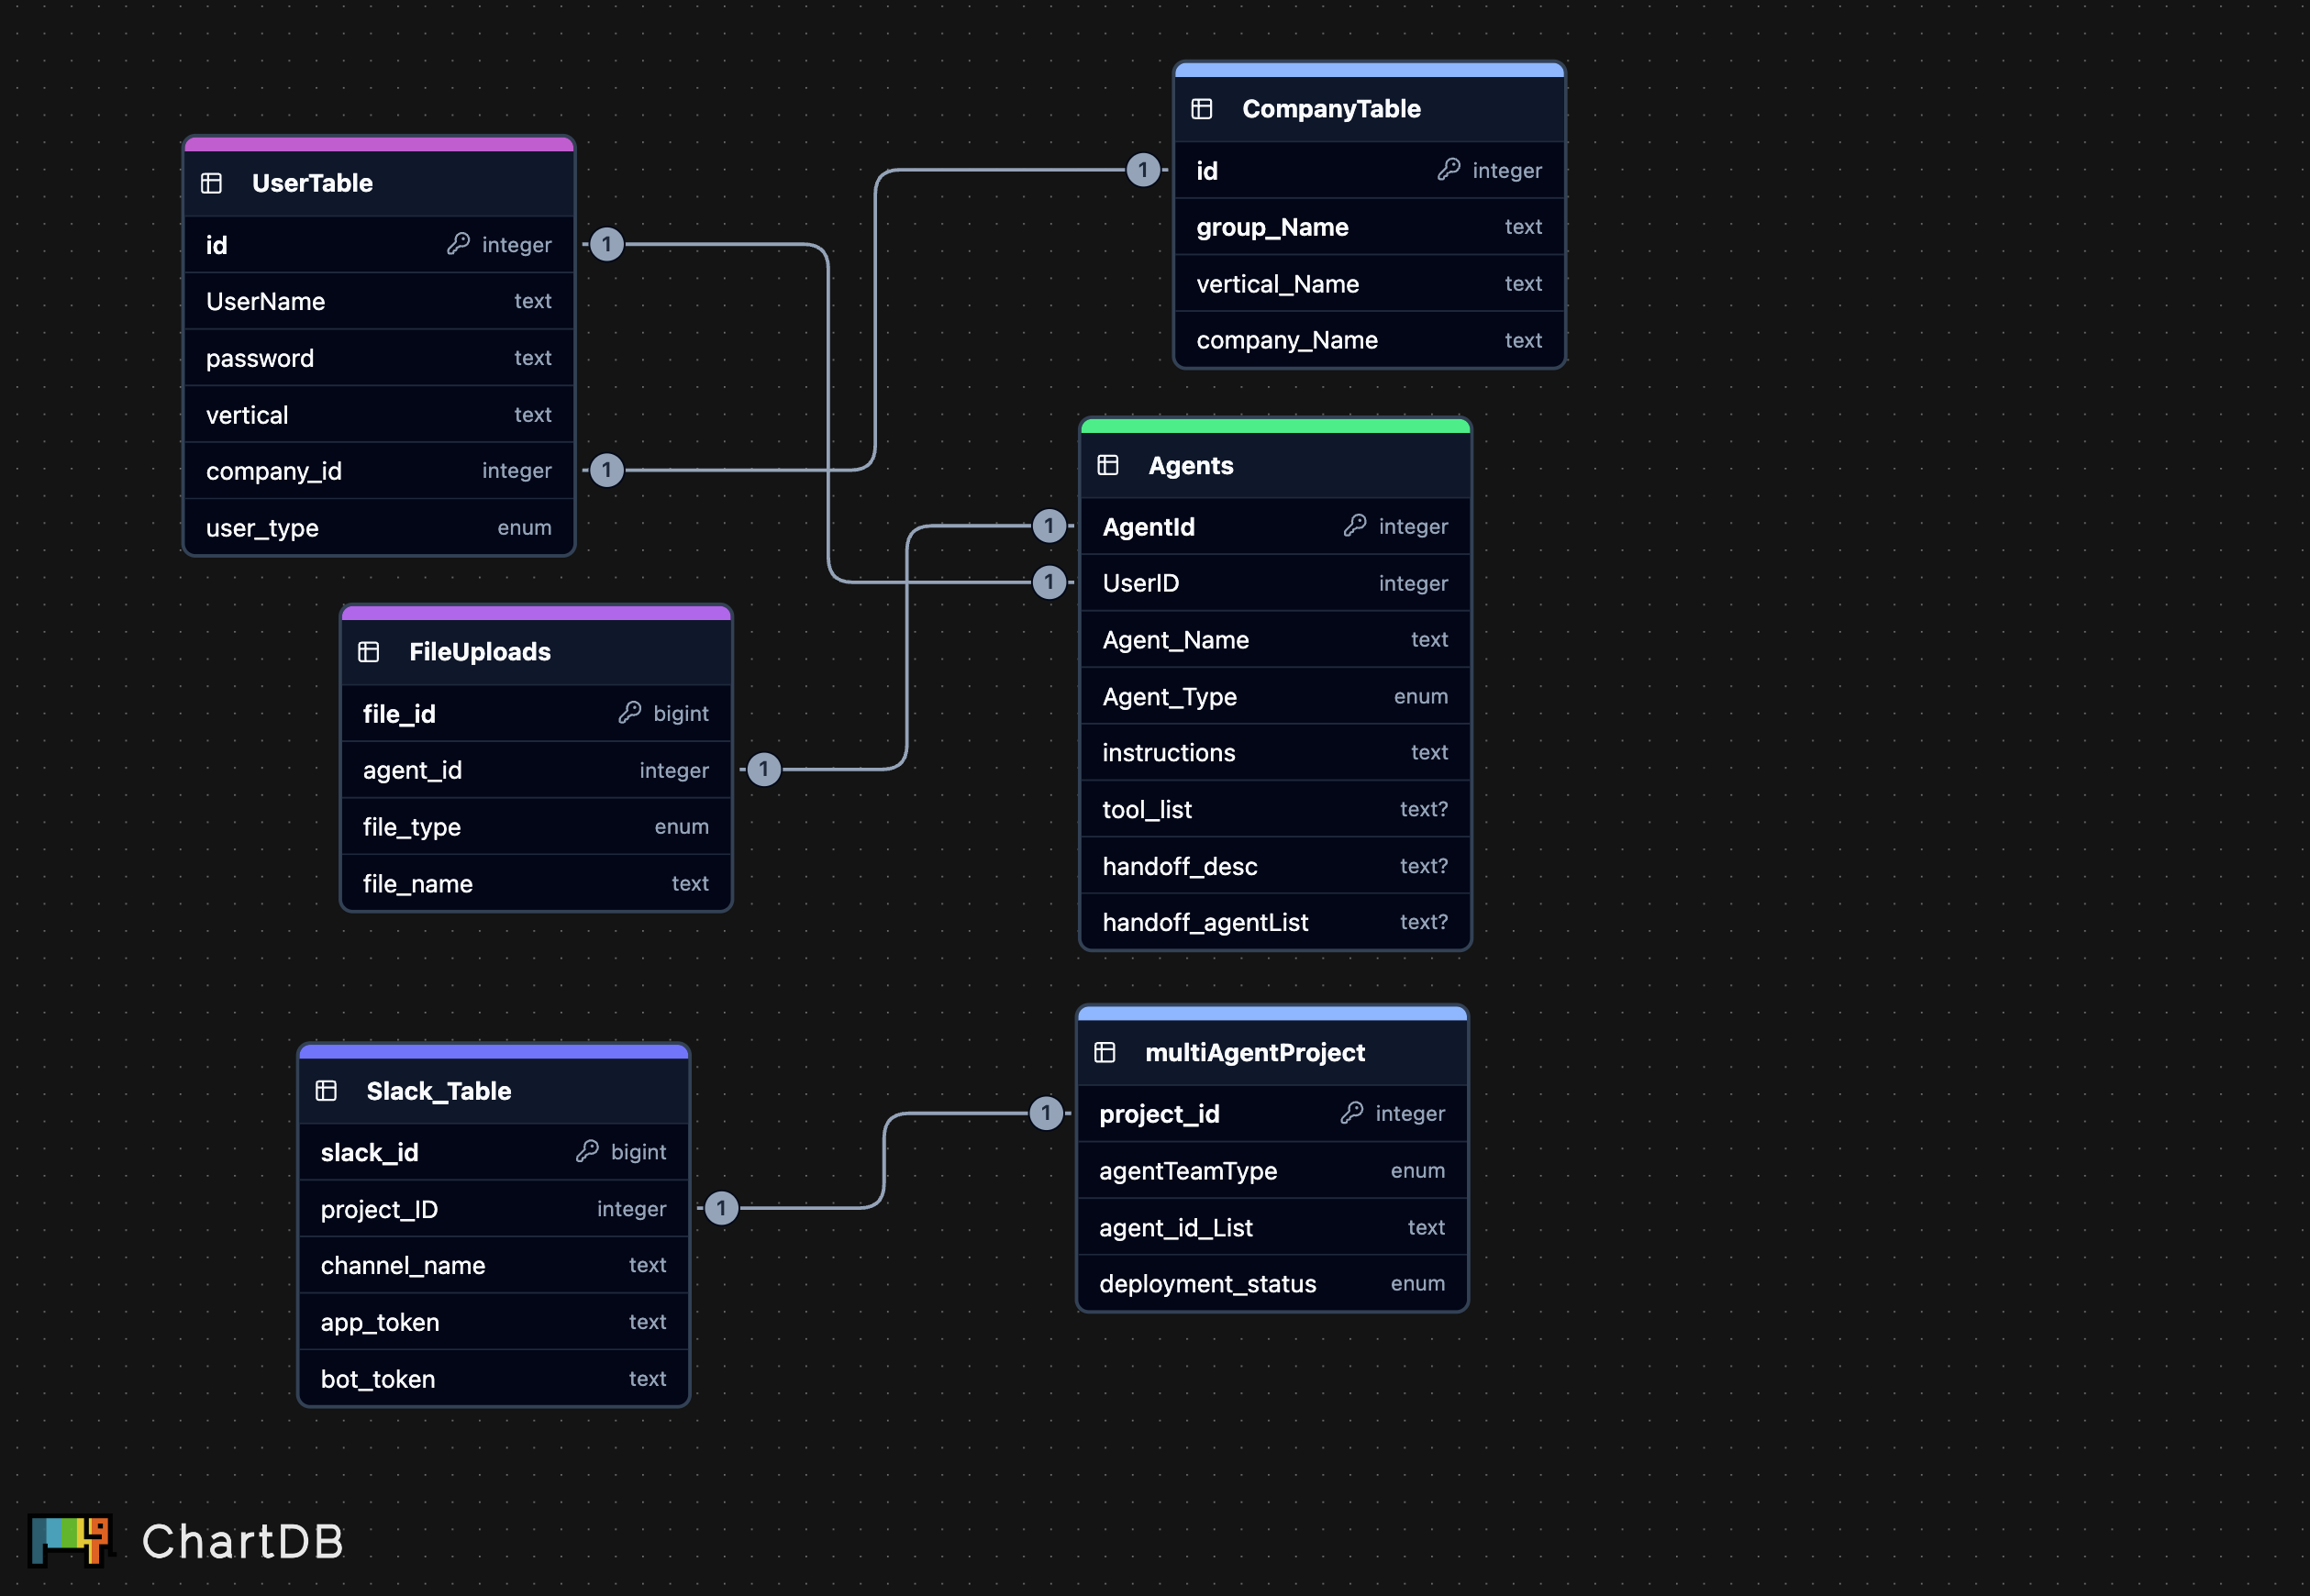 CompanyTable
id integer
group_Name text
vertical_Name text
company_Name text
UserTable
id integer
UserName text
password text
vertical text
company_id integer
user_type enum
1
1
1
1
1
1
Agents
AgentId integer
UserID integer
Agent_Name text
Agent_Type enum
instructions text
tool_list text?
handoff_desc text?
handoff_agentList text?
FileUploads
file_id bigint
agent_id integer
file_type enum
file_name text
1
multiAgentProject
project_id integer
agentTeamType enum
agent_id_List text
deployment_status enum
1
Slack_Table
slack_id bigint
project_ID integer
channel_name text
app_token text
bot_token text
ChartDB